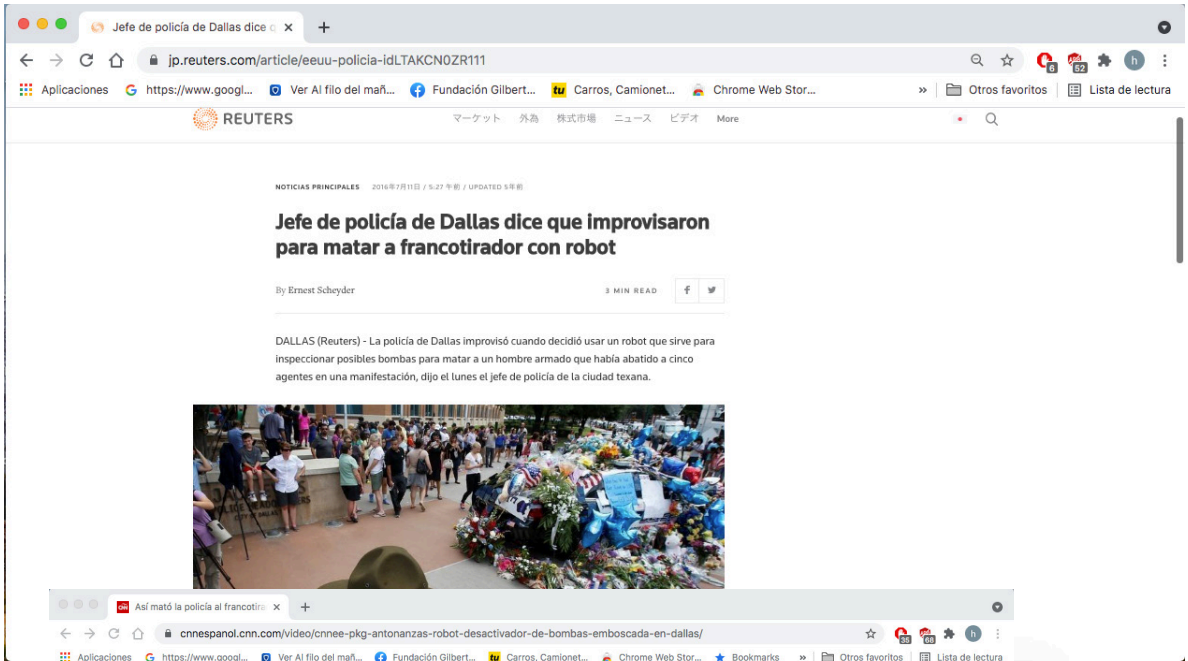 Jefe de policía de Dallas dice q
jp.reuters.com/article/eeuu-policia-idLTAKCN0ZR111
6
52
h
Aplicaciones
https://www.googl...
Ver Al filo del mañ...
Fundación Gilbert...
tu Carros, Camionet...
Chrome Web Stor...
»
Otros favoritos
Lista de lectura
REUTERS
マーケット 外為 株式市場 ニュース ビデオ More
NOTICIAS PRINCIPALES 2016年7月11日 / 5:27 午前 / UPDATED 5年前
Jefe de policía de Dallas dice que improvisaron
para matar a francotirador con robot
By Ernest Scheyder
3 MIN READ
DALLAS (Reuters) - La policía de Dallas improvisó cuando decidió usar un robot que sirve para
inspeccionar posibles bombas para matar a un hombre armado que había abatido a cinco
agentes en una manifestación, dijo el lunes el jefe de policía de la ciudad texana.
CNN Así mató la policía al francotira
cnnespanol.cnn.com/video/cnnee-pkg-antonanzas-robot-desactivador-de-bombas-emboscada-en-dallas/
35
68
h
Aplicaciones
https://www.googl...
Ver Al filo del mañ...
Fundación Gilbert...
tu Carros, Camionet...
Chrome Web Stor...
Bookmarks
»
Otros favoritos
Lista de lectura